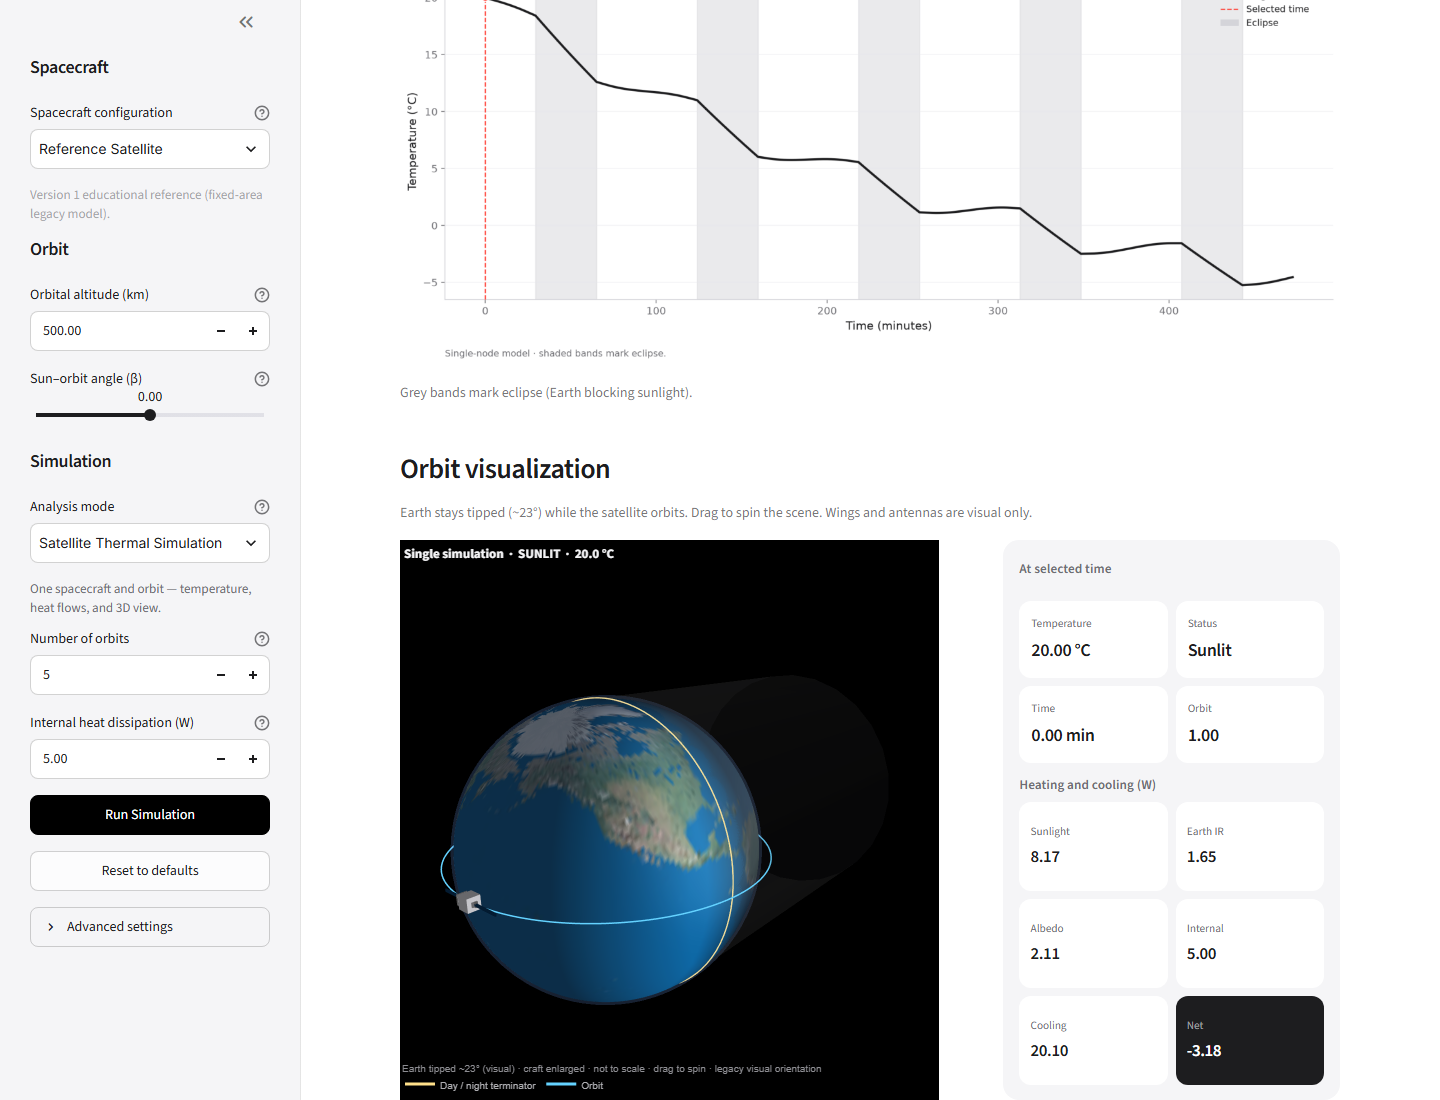 Spacecraft
Spacecraft configuration
Reference Satellite
Version 1 educational reference (fixed-area
legacy model).
Orbit
Orbital altitude (km)
500.00
Sun–orbit angle (β)
0.00
Simulation
Analysis mode
Satellite Thermal Simulation
One spacecraft and orbit — temperature,
heat flows, and 3D view.
Number of orbits
5
Internal heat dissipation (W)
5.00
Run Simulation
Reset to defaults
Advanced settings
Selected time
Eclipse
15
10
5
0
−5
Temperature (°C)
0 100 200 300 400
Time (minutes)
Single-node model · shaded bands mark eclipse.
Grey bands mark eclipse (Earth blocking sunlight).
Orbit visualization
Earth stays tipped (~23°) while the satellite orbits. Drag to spin the scene. Wings and antennas are visual only.
Single simulation · SUNLIT · 20.0 °C
Earth tipped ~23° (visual) · craft enlarged · not to scale · drag to spin · legacy visual orientation
Day / night terminator Orbit
At selected time
Temperature
20.00 °C
Status
Sunlit
Time
0.00 min
Orbit
1.00
Heating and cooling (W)
Sunlight
8.17
Earth IR
1.65
Albedo
2.11
Internal
5.00
Cooling
20.10
Net
-3.18